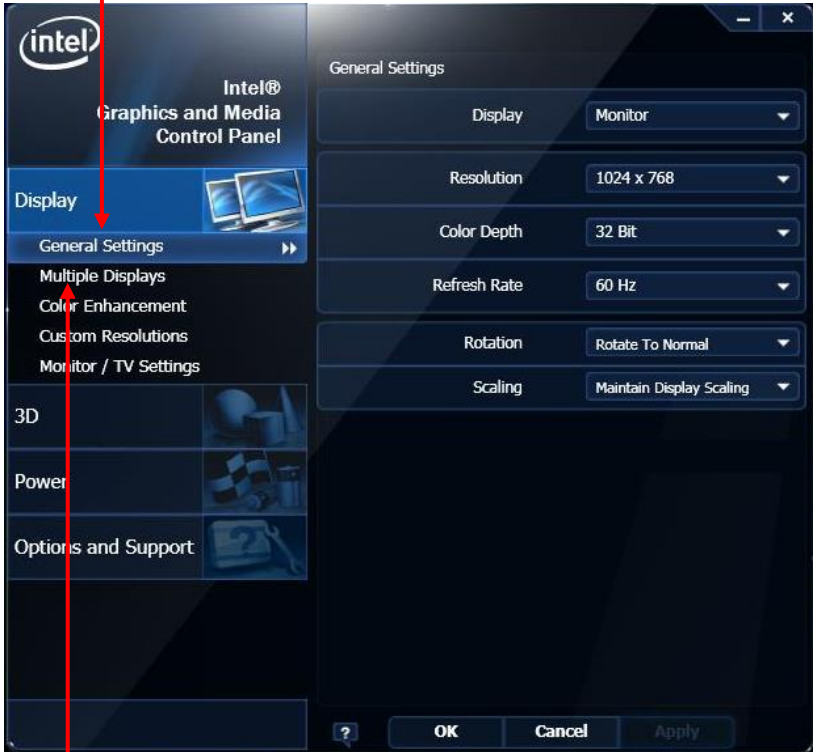 intel
Intel®
Graphics and Media
Control Panel
Display
General Settings
Multiple Displays
Color Enhancement
Custom Resolutions
Monitor / TV Settings
3D
Power
Options and Support
General Settings
Display Monitor
Resolution 1024 x 768
Color Depth 32 Bit
Refresh Rate 60 Hz
Rotation Rotate To Normal
Scaling Maintain Display Scaling
? OK Cancel Apply